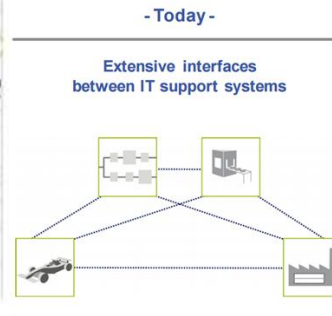 - Today -
Extensive interfaces
between IT support systems